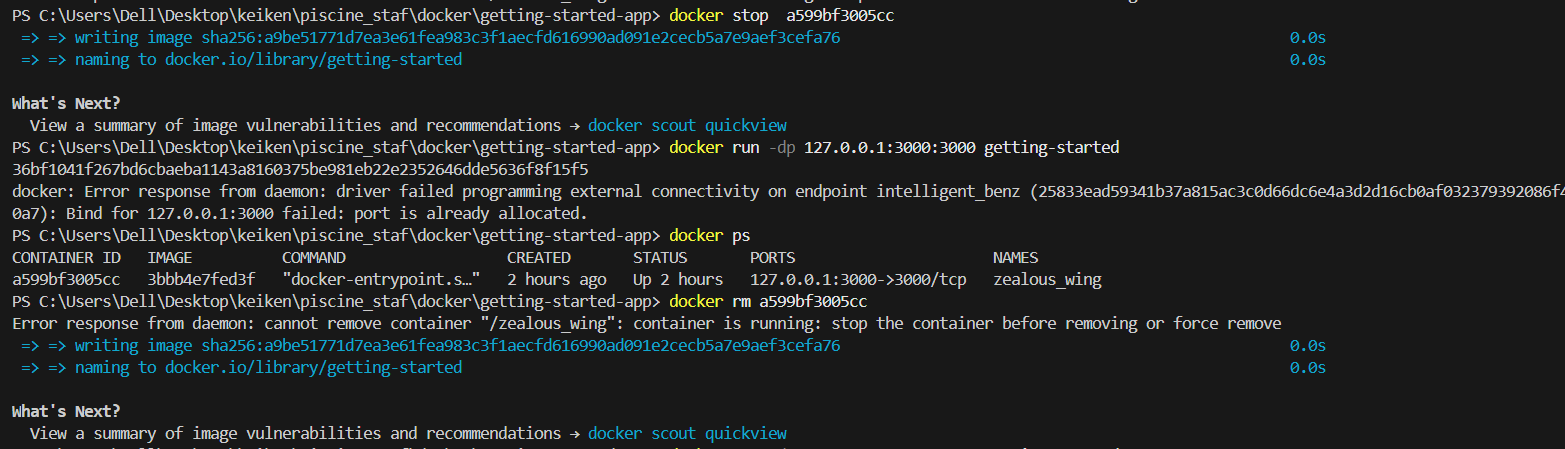 PS C:\Users\Dell\Desktop\keiken\piscine_staf\docker\getting-started-app> docker stop  a599bf3005cc
 => => writing image sha256:a9be51771d7ea3e61fea983c3f1aecfd616990ad091e2cecb5a7e9aef3cefa76 0.0s
 => => naming to docker.io/library/getting-started 0.0s
What's Next?
  View a summary of image vulnerabilities and recommendations → docker scout quickview
PS C:\Users\Dell\Desktop\keiken\piscine_staf\docker\getting-started-app> docker run -dp 127.0.0.1:3000:3000 getting-started
36bf1041f267bd6cbaeba1143a8160375be981eb22e2352646dde5636f8f15f5
docker: Error response from daemon: driver failed programming external connectivity on endpoint intelligent_benz (25833ead59341b37a815ac3c0d66dc6e4a3d2d16cb0af032379392086f4
0a7): Bind for 127.0.0.1:3000 failed: port is already allocated.
PS C:\Users\Dell\Desktop\keiken\piscine_staf\docker\getting-started-app> docker ps
CONTAINER ID   IMAGE          COMMAND                  CREATED       STATUS       PORTS                      NAMES
a599bf3005cc   3bbb4e7fed3f   "docker-entrypoint.s…"   2 hours ago   Up 2 hours   127.0.0.1:3000->3000/tcp   zealous_wing
PS C:\Users\Dell\Desktop\keiken\piscine_staf\docker\getting-started-app> docker rm a599bf3005cc
Error response from daemon: cannot remove container "/zealous_wing": container is running: stop the container before removing or force remove
 => => writing image sha256:a9be51771d7ea3e61fea983c3f1aecfd616990ad091e2cecb5a7e9aef3cefa76 0.0s
 => => naming to docker.io/library/getting-started 0.0s
What's Next?
  View a summary of image vulnerabilities and recommendations → docker scout quickview